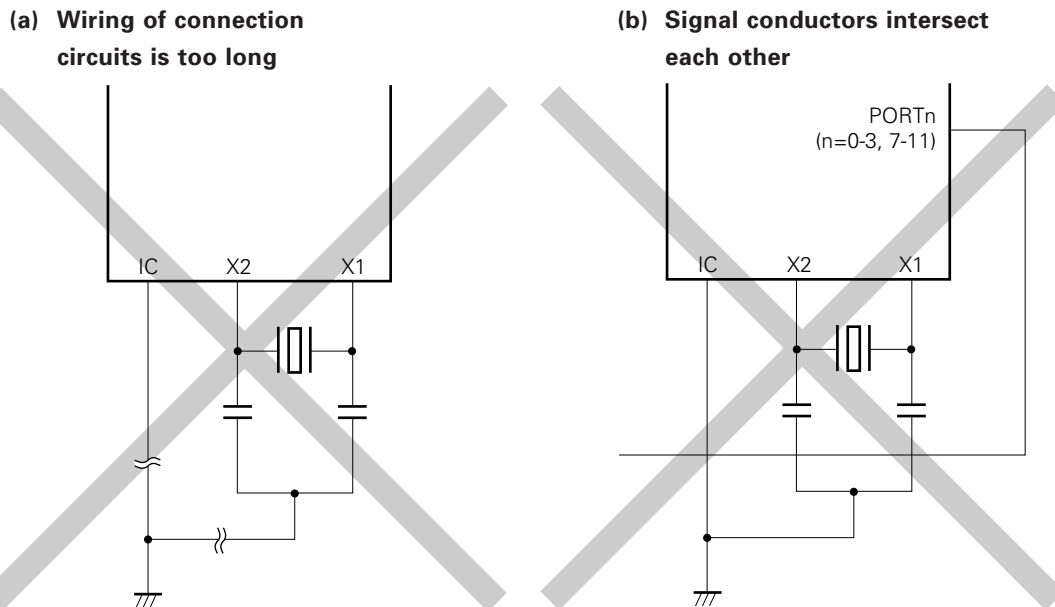 (a) Wiring of connection
circuits is too long
IC X2 X1
(b) Signal conductors intersect
each other
PORTn
(n=0-3, 7-11)
IC X2 X1